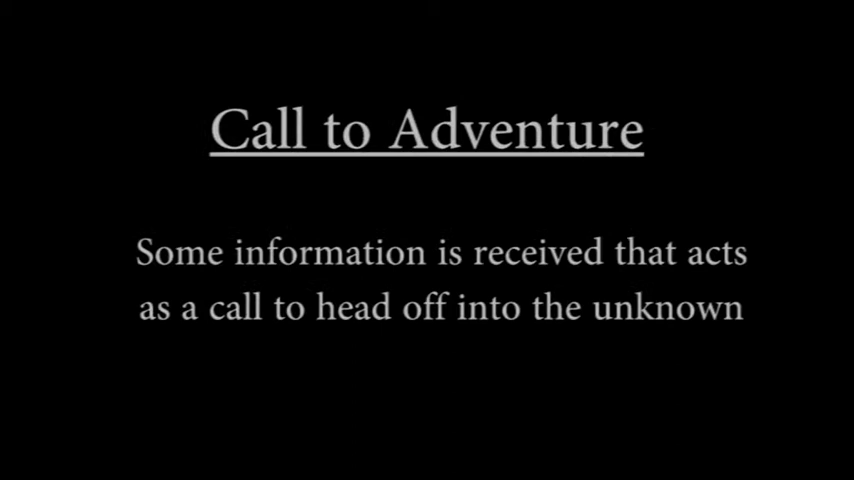 Call to Adventure
Some information is received that acts
as a call to head off into the unknown